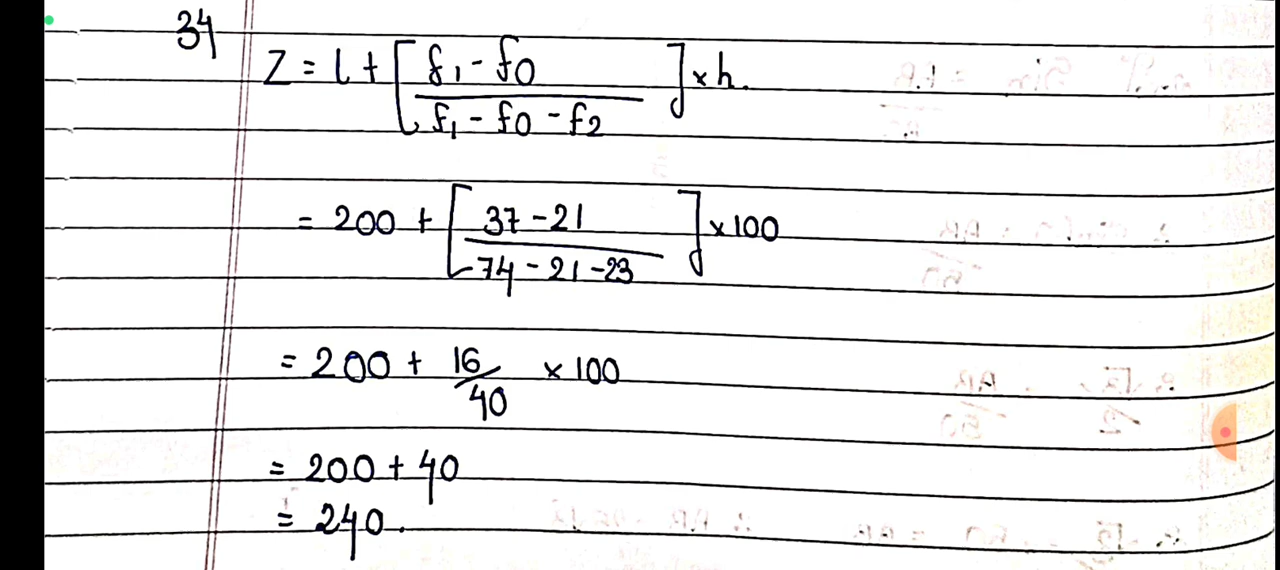 34
Z = l + [ f1 - f0 / f1 - f0 - f2 ] × h.
= 200 + [ 37 - 21 / 74 - 21 - 23 ] × 100
= 200 + 16/40 × 100
= 200 + 40
= 240.